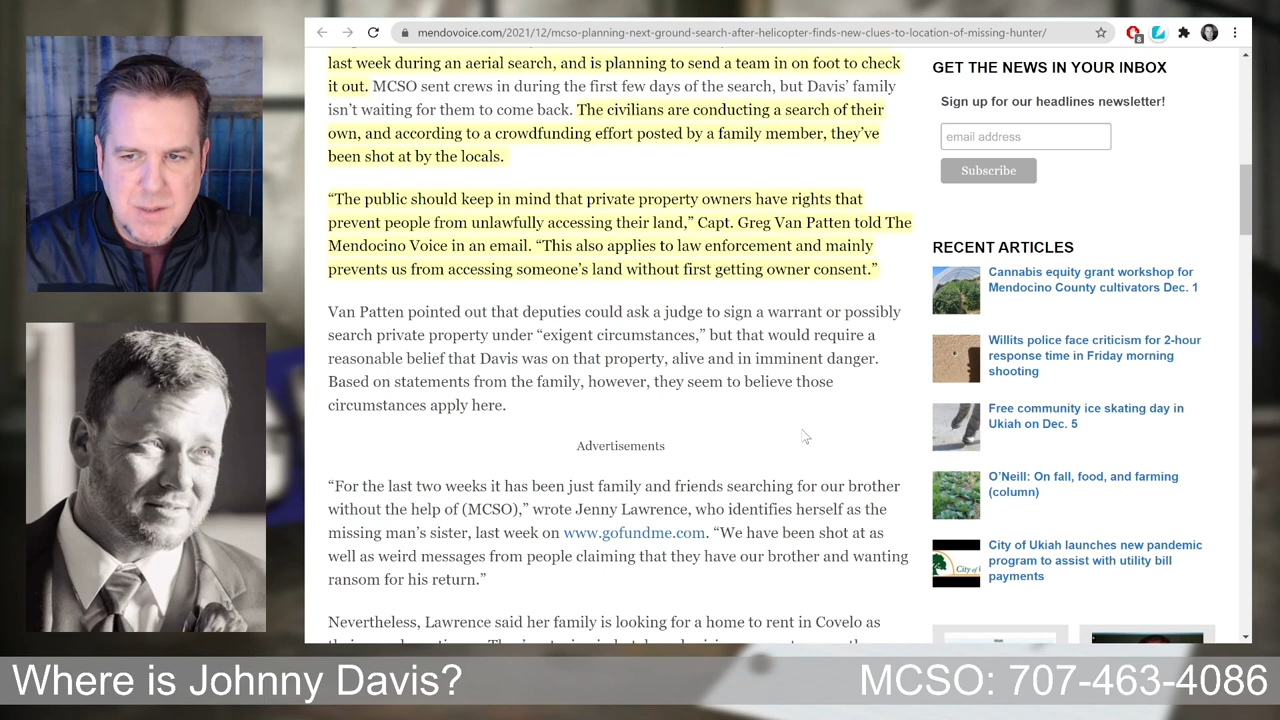 mendovoice.com/2021/12/mcso-planning-next-ground-search-after-helicopter-finds-new-clues-to-location-of-missing-hunter/
8
last week during an aerial search, and is planning to send a team in on foot to check
it out. MCSO sent crews in during the first few days of the search, but Davis’ family
isn’t waiting for them to come back. The civilians are conducting a search of their
own, and according to a crowdfunding effort posted by a family member, they’ve
been shot at by the locals.
“The public should keep in mind that private property owners have rights that
prevent people from unlawfully accessing their land,” Capt. Greg Van Patten told The
Mendocino Voice in an email. “This also applies to law enforcement and mainly
prevents us from accessing someone’s land without first getting owner consent.”
Van Patten pointed out that deputies could ask a judge to sign a warrant or possibly
search private property under “exigent circumstances,” but that would require a
reasonable belief that Davis was on that property, alive and in imminent danger.
Based on statements from the family, however, they seem to believe those
circumstances apply here.
Advertisements
“For the last two weeks it has been just family and friends searching for our brother
without the help of (MCSO),” wrote Jenny Lawrence, who identifies herself as the
missing man’s sister, last week on www.gofundme.com. “We have been shot at as
well as weird messages from people claiming that they have our brother and wanting
ransom for his return.”
Nevertheless, Lawrence said her family is looking for a home to rent in Covelo as
GET THE NEWS IN YOUR INBOX
Sign up for our headlines newsletter!
email address
Subscribe
RECENT ARTICLES
Cannabis equity grant workshop for
Mendocino County cultivators Dec. 1
Willits police face criticism for 2-hour
response time in Friday morning
shooting
Free community ice skating day in
Ukiah on Dec. 5
O’Neill: On fall, food, and farming
(column)
City of Ukiah launches new pandemic
program to assist with utility bill
payments
City of
Where is Johnny Davis?
MCSO: 707-463-4086